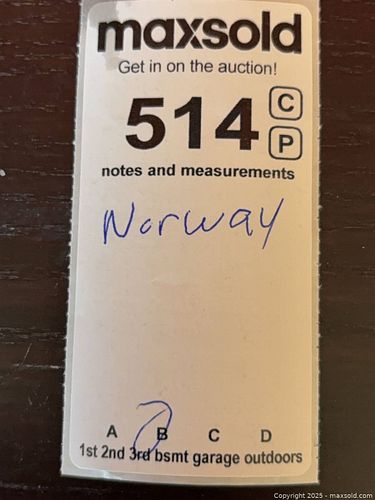 maxsold
Get in on the auction!
514 C
P
notes and measurements
Norway
A B C D
1st 2nd 3rd bsmt garage outdoors
© Copyright 2025 - maxsold.com